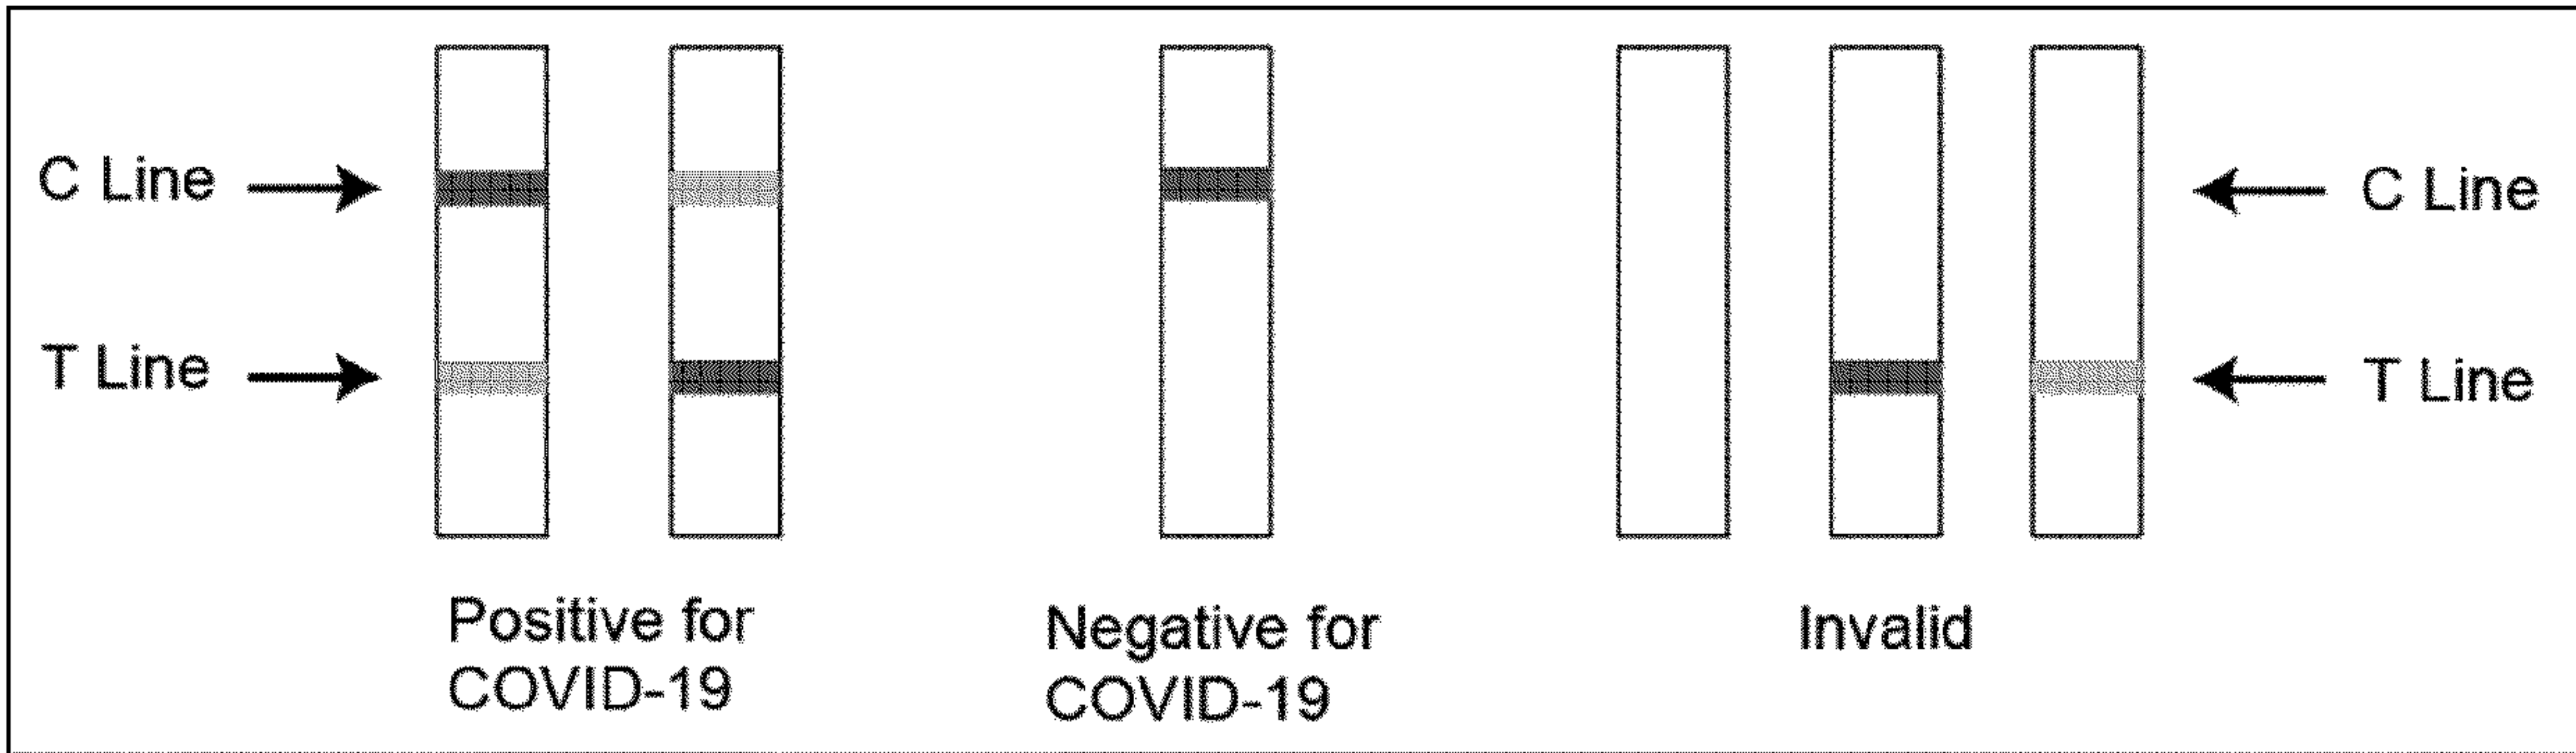 C Line
T Line
Positive for
COVID-19
Negative for
COVID-19
Invalid
C Line
T Line